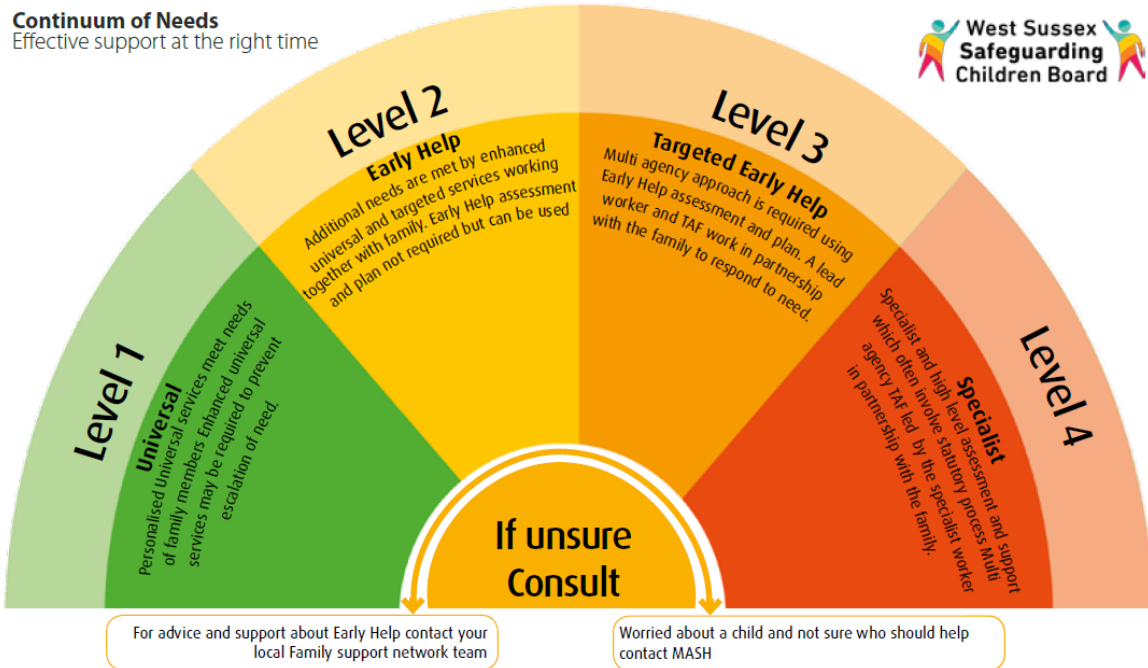 Continuum of Needs
Effective support at the right time
West Sussex
Safeguarding
Children Board
Level 1
Universal
Personalised Universal services meet needs
of family members Enhanced universal
services may be required to prevent
escalation of need.
Level 2
Early Help
Additional needs are met by enhanced
universal and targeted services working
together with family. Early Help assessment
and plan not required but can be used
Level 3
Targeted Early Help
Multi agency approach is required using
Early Help assessment and plan. A lead
worker and TAF work in partnership
with the family to respond to need.
Level 4
Specialist
Specialist and high level assessment and support
which often involve statutory process Multi
agency TAF led by the specialist worker
in partnership with the family.
If unsure
Consult
For advice and support about Early Help contact your
local Family support network team
Worried about a child and not sure who should help
contact MASH